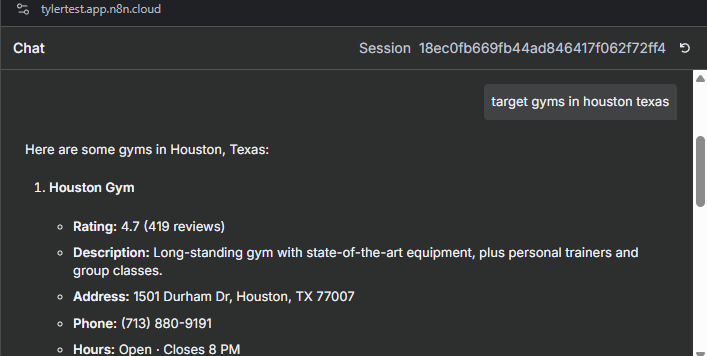 tylertest.app.n8n.cloud
Chat
Session 18ec0fb669fb44ad846417f062f72ff4
target gyms in houston texas
Here are some gyms in Houston, Texas:
1. Houston Gym
Rating: 4.7 (419 reviews)
Description: Long-standing gym with state-of-the-art equipment, plus personal trainers and
group classes.
Address: 1501 Durham Dr, Houston, TX 77007
Phone: (713) 880-9191
Hours: Open · Closes 8 PM